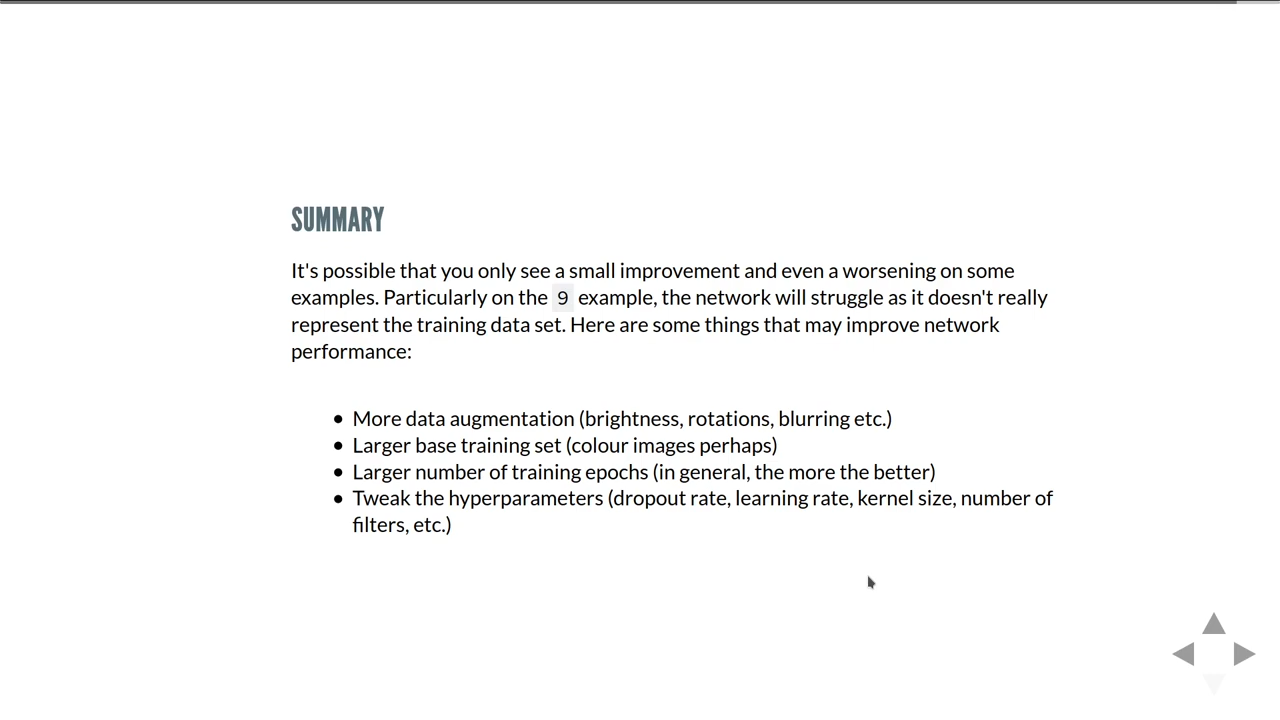 SUMMARY
It's possible that you only see a small improvement and even a worsening on some
examples. Particularly on the 9 example, the network will struggle as it doesn't really
represent the training data set. Here are some things that may improve network
performance:
• More data augmentation (brightness, rotations, blurring etc.)
• Larger base training set (colour images perhaps)
• Larger number of training epochs (in general, the more the better)
• Tweak the hyperparameters (dropout rate, learning rate, kernel size, number of
filters, etc.)